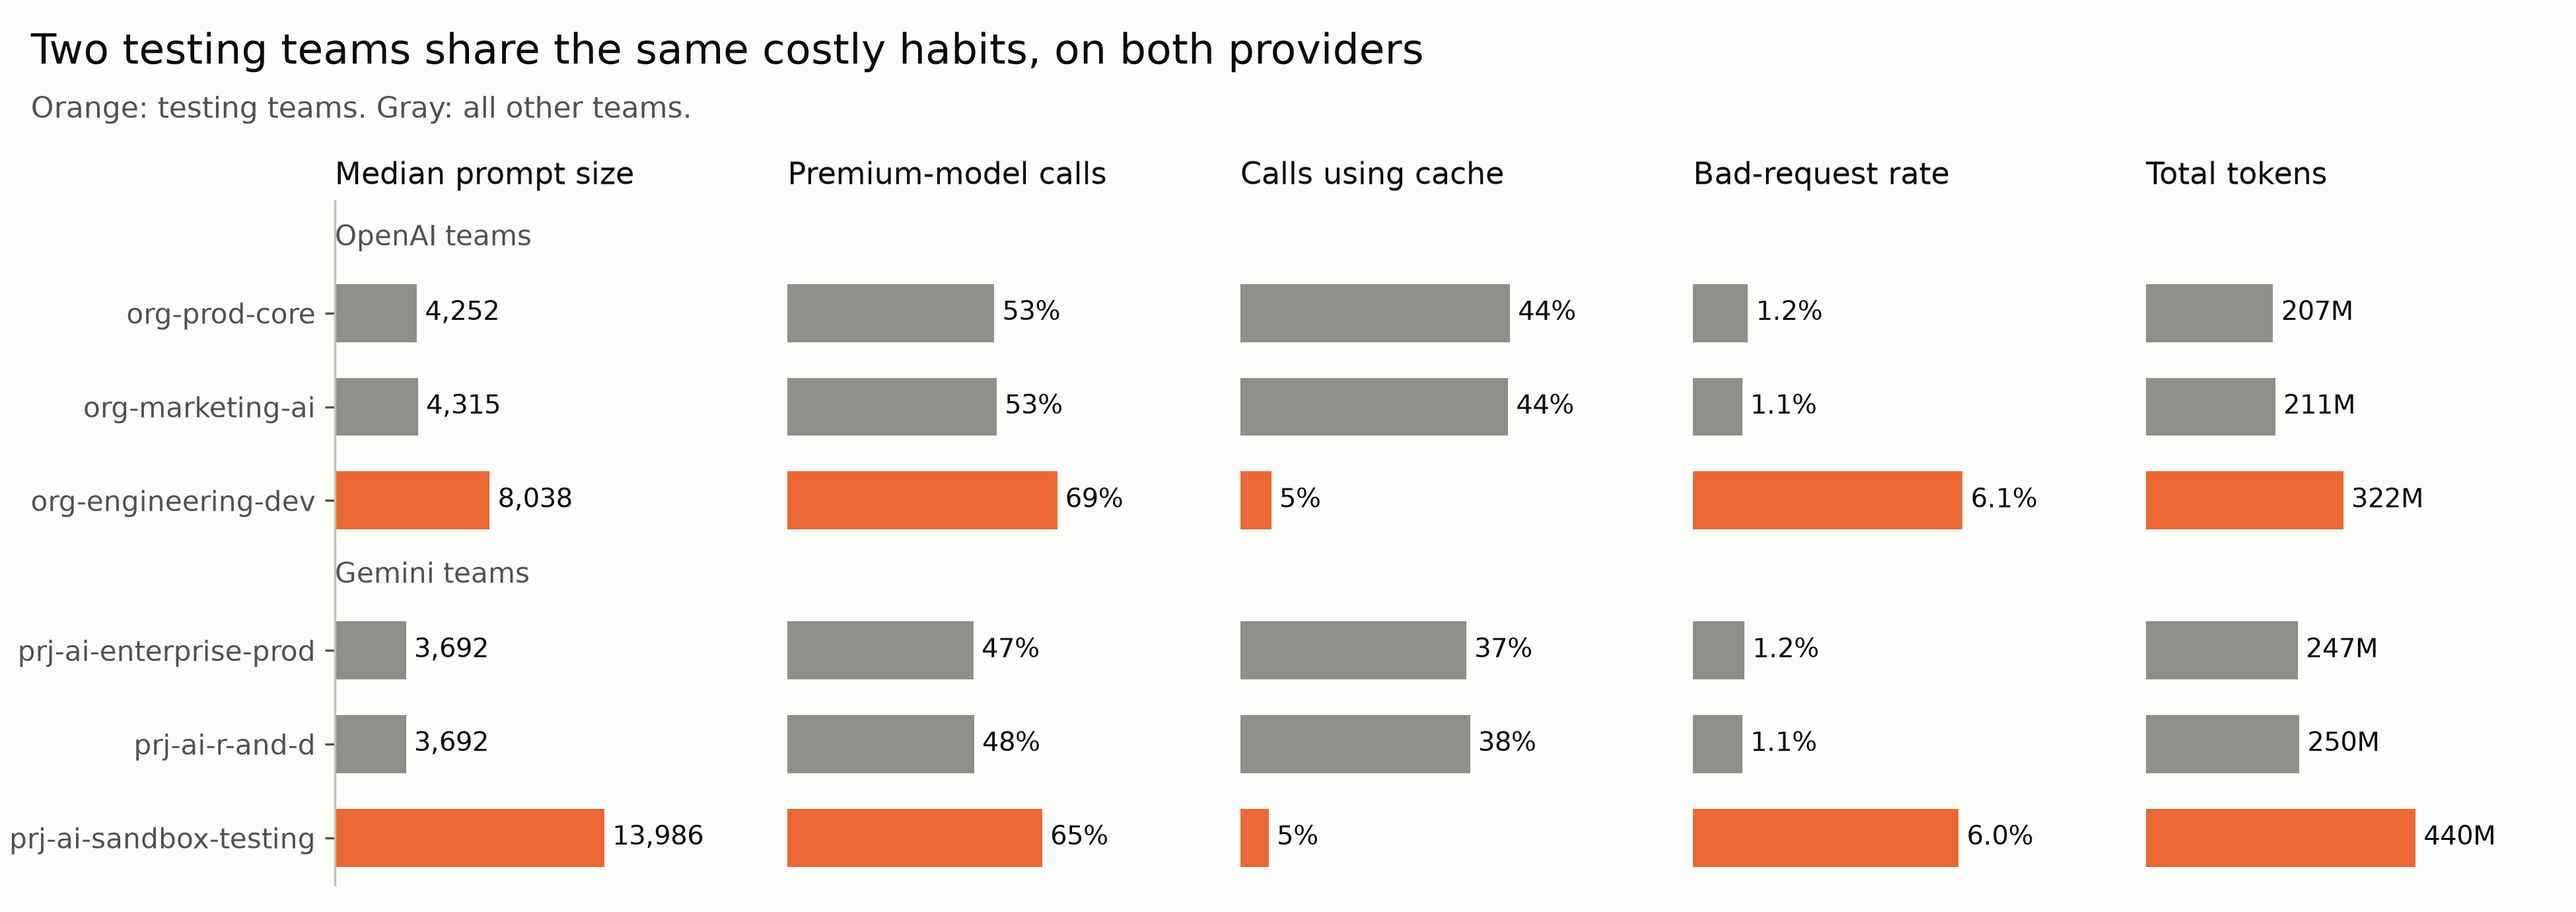 Two testing teams share the same costly habits, on both providers
Orange: testing teams. Gray: all other teams.
Median prompt size Premium-model calls Calls using cache Bad-request rate Total tokens
OpenAI teams
org-prod-core 4,252 53% 44% 1.2% 207M
org-marketing-ai 4,315 53% 44% 1.1% 211M
org-engineering-dev 8,038 69% 5% 6.1% 322M
Gemini teams
prj-ai-enterprise-prod 3,692 47% 37% 1.2% 247M
prj-ai-r-and-d 3,692 48% 38% 1.1% 250M
prj-ai-sandbox-testing 13,986 65% 5% 6.0% 440M